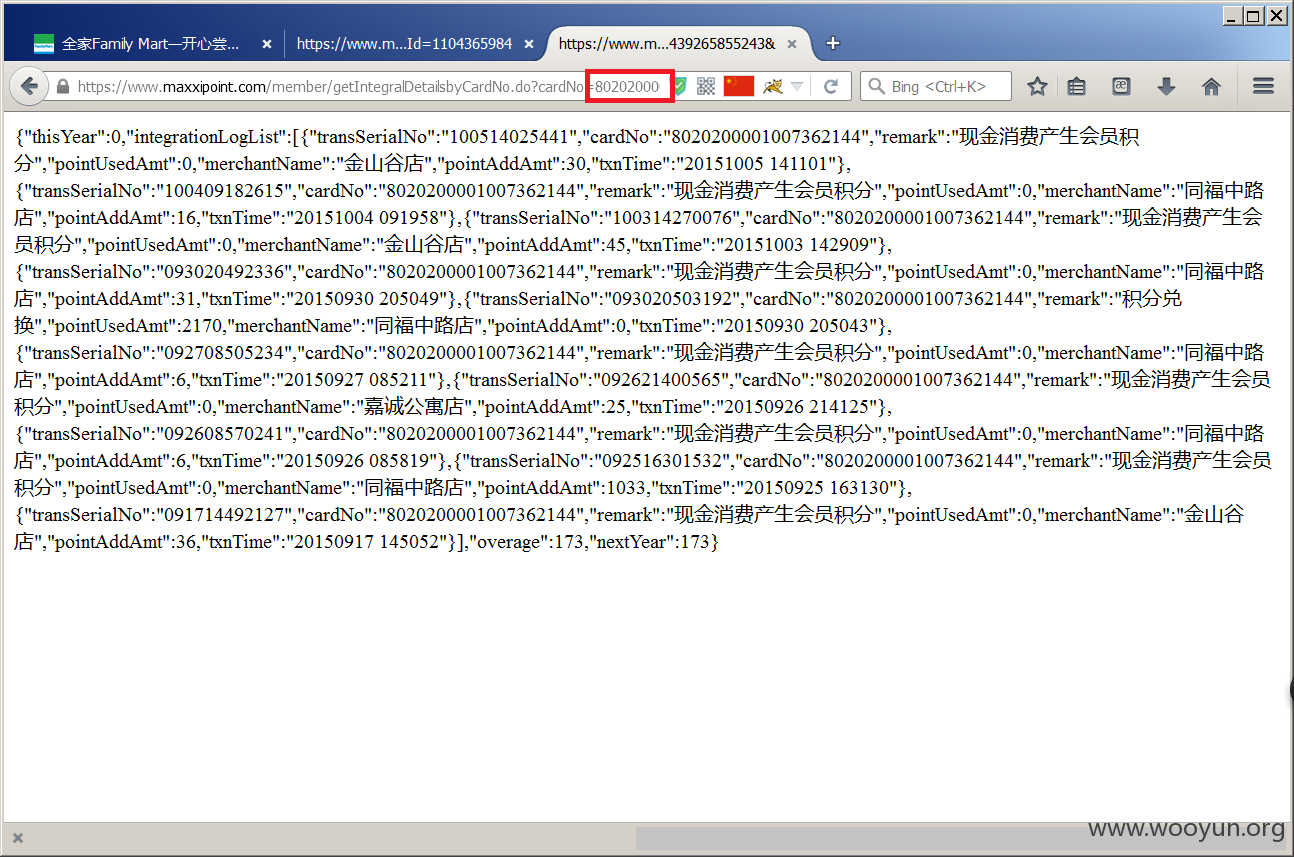 全家Family Mart—开心尝...
https://www.m...Id=1104365984
https://www.m...439265855243&
https://www.maxxipoint.com/member/getIntegralDetailsbyCardNo.do?cardNo=80202000
Bing <Ctrl+K>
{"thisYear":0,"integrationLogList":[{"transSerialNo":"100514025441","cardNo":"8020200001007362144","remark":"现金消费产生会员积
分","pointUsedAmt":0,"merchantName":"金山谷店","pointAddAmt":30,"txnTime":"20151005 141101"},
{"transSerialNo":"100409182615","cardNo":"8020200001007362144","remark":"现金消费产生会员积分","pointUsedAmt":0,"merchantName":"同福中路
店","pointAddAmt":16,"txnTime":"20151004 091958"},{"transSerialNo":"100314270076","cardNo":"8020200001007362144","remark":"现金消费产生会
员积分","pointUsedAmt":0,"merchantName":"金山谷店","pointAddAmt":45,"txnTime":"20151003 142909"},
{"transSerialNo":"093020492336","cardNo":"8020200001007362144","remark":"现金消费产生会员积分","pointUsedAmt":0,"merchantName":"同福中路
店","pointAddAmt":31,"txnTime":"20150930 205049"},{"transSerialNo":"093020503192","cardNo":"8020200001007362144","remark":"积分兑
换","pointUsedAmt":2170,"merchantName":"同福中路店","pointAddAmt":0,"txnTime":"20150930 205043"},
{"transSerialNo":"092708505234","cardNo":"8020200001007362144","remark":"现金消费产生会员积分","pointUsedAmt":0,"merchantName":"同福中路
店","pointAddAmt":6,"txnTime":"20150927 085211"},{"transSerialNo":"092621400565","cardNo":"8020200001007362144","remark":"现金消费产生会员
积分","pointUsedAmt":0,"merchantName":"嘉诚公寓店","pointAddAmt":25,"txnTime":"20150926 214125"},
{"transSerialNo":"092608570241","cardNo":"8020200001007362144","remark":"现金消费产生会员积分","pointUsedAmt":0,"merchantName":"同福中路
店","pointAddAmt":6,"txnTime":"20150926 085819"},{"transSerialNo":"092516301532","cardNo":"8020200001007362144","remark":"现金消费产生会员
积分","pointUsedAmt":0,"merchantName":"同福中路店","pointAddAmt":1033,"txnTime":"20150925 163130"},
{"transSerialNo":"091714492127","cardNo":"8020200001007362144","remark":"现金消费产生会员积分","pointUsedAmt":0,"merchantName":"金山谷
店","pointAddAmt":36,"txnTime":"20150917 145052"}],"overage":173,"nextYear":173}
www.wooyun.org